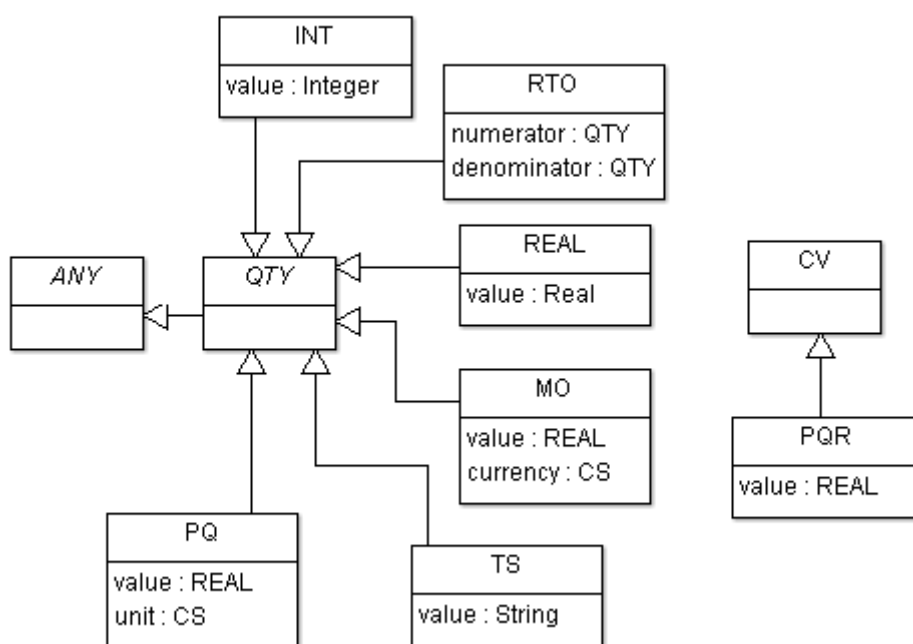 INT
value : Integer
RTO
numerator : QTY
denominator : QTY
REAL
value : Real
ANY
QTY
CV
MO
value : REAL
currency : CS
PQR
value : REAL
PQ
value : REAL
unit : CS
TS
value : String